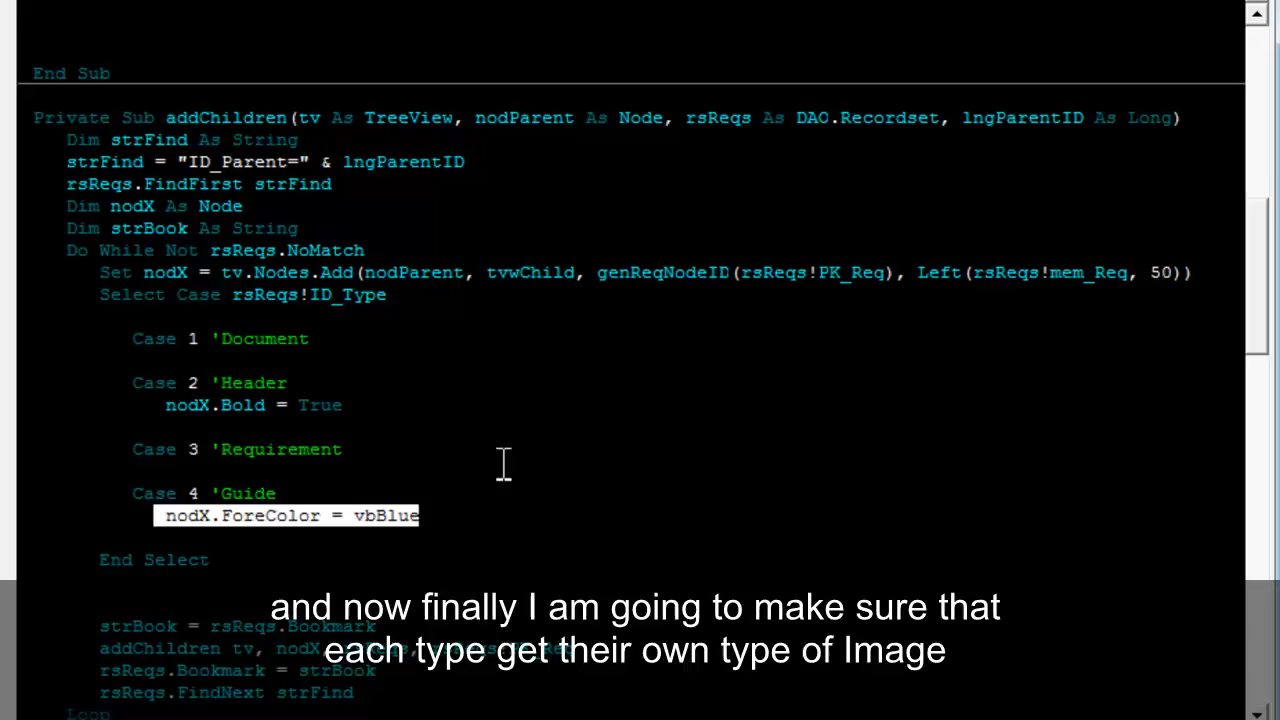 End Sub
Private Sub addChildren(tv As TreeView, nodParent As Node, rsReqs As DAO.Recordset, lngParentID As Long)
Dim strFind As String
strFind = "ID_Parent=" & lngParentID
rsReqs.FindFirst strFind
Dim nodX As Node
Dim strBook As String
Do While Not rsReqs.NoMatch
Set nodX = tv.Nodes.Add(nodParent, tvwChild, genReqNodeID(rsReqs!PK_Req), Left(rsReqs!mem_Req, 50))
Select Case rsReqs!ID_Type
Case 1 'Document
Case 2 'Header
nodX.Bold = True
Case 3 'Requirement
Case 4 'Guide
nodX.ForeColor = vbBlue
End Select
and now finally I am going to make sure that
each type get their own type of Image
strBook = rsReqs.Bookmark
addChildren tv, nodX,
rsReqs.Bookmark = strBook
rsReqs.FindNext strFind
Loop